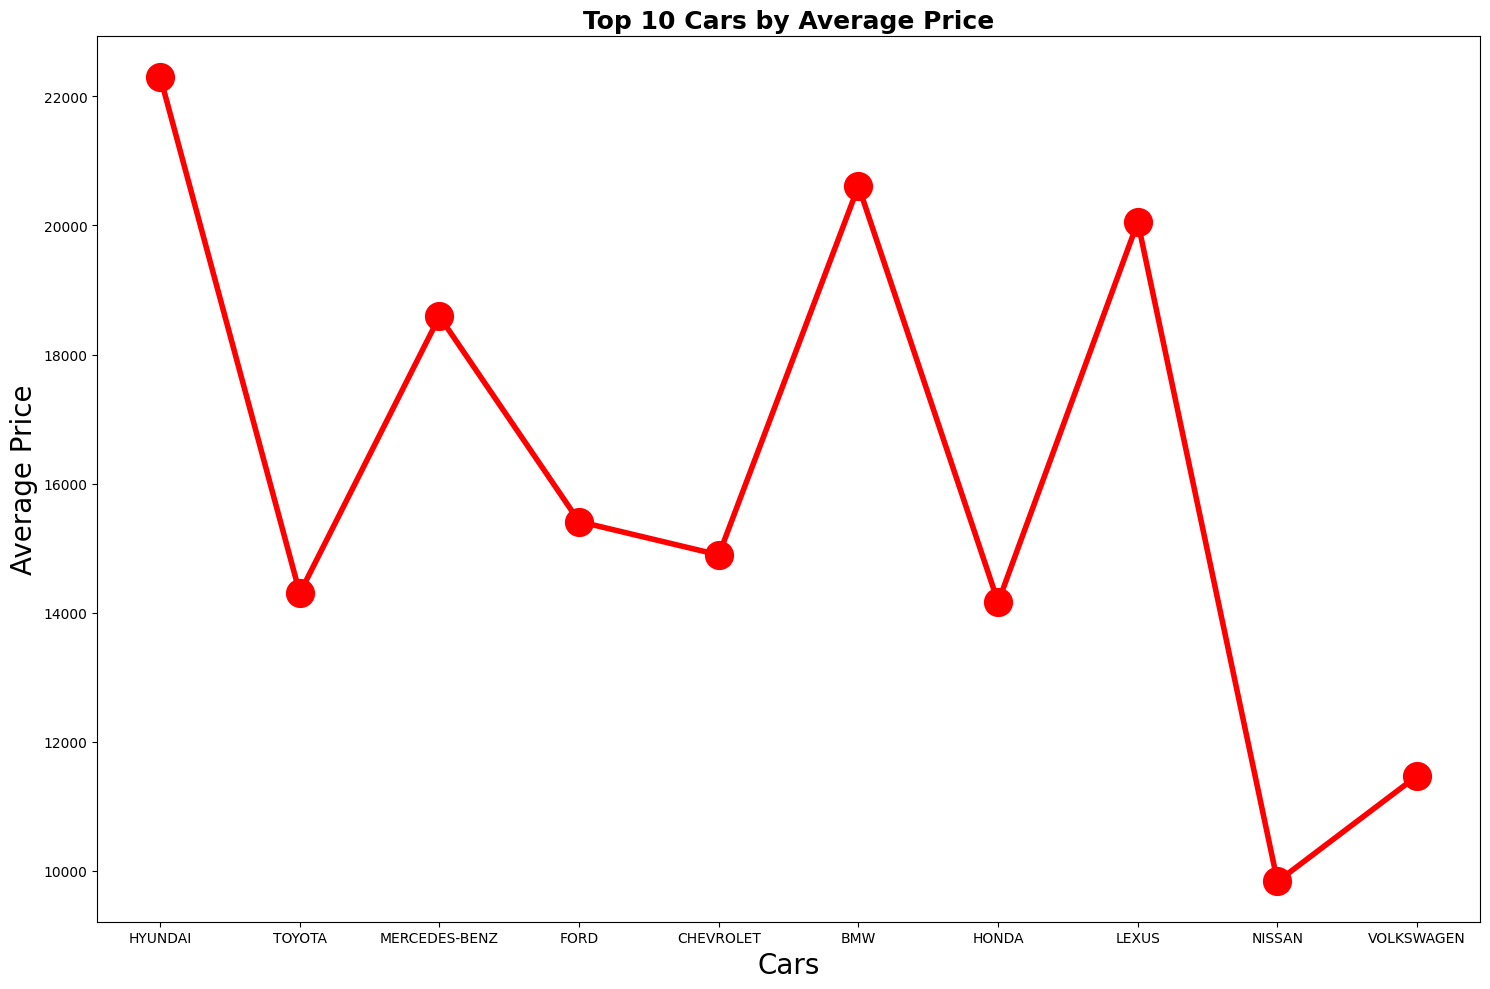 Top 10 Cars by Average Price
Average Price
22000
20000
18000
16000
14000
12000
10000
HYUNDAI TOYOTA MERCEDES-BENZ FORD CHEVROLET BMW HONDA LEXUS NISSAN VOLKSWAGEN
Cars